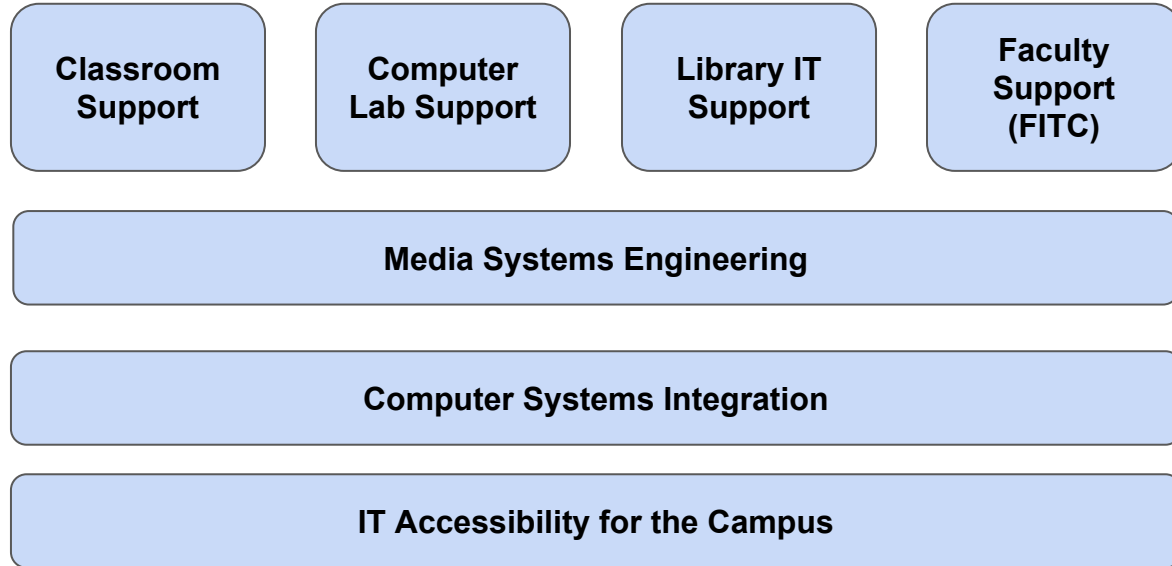 Classroom
Support
Computer
Lab Support
Library IT
Support
Faculty
Support
(FITC)
Media Systems Engineering
Computer Systems Integration
IT Accessibility for the Campus